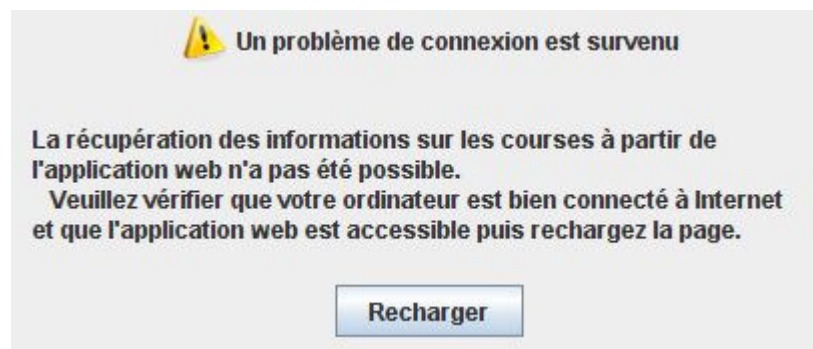 Un problème de connexion est survenu
La récupération des informations sur les courses à partir de
l'application web n'a pas été possible.
Veuillez vérifier que votre ordinateur est bien connecté à Internet
et que l'application web est accessible puis rechargez la page.
Recharger